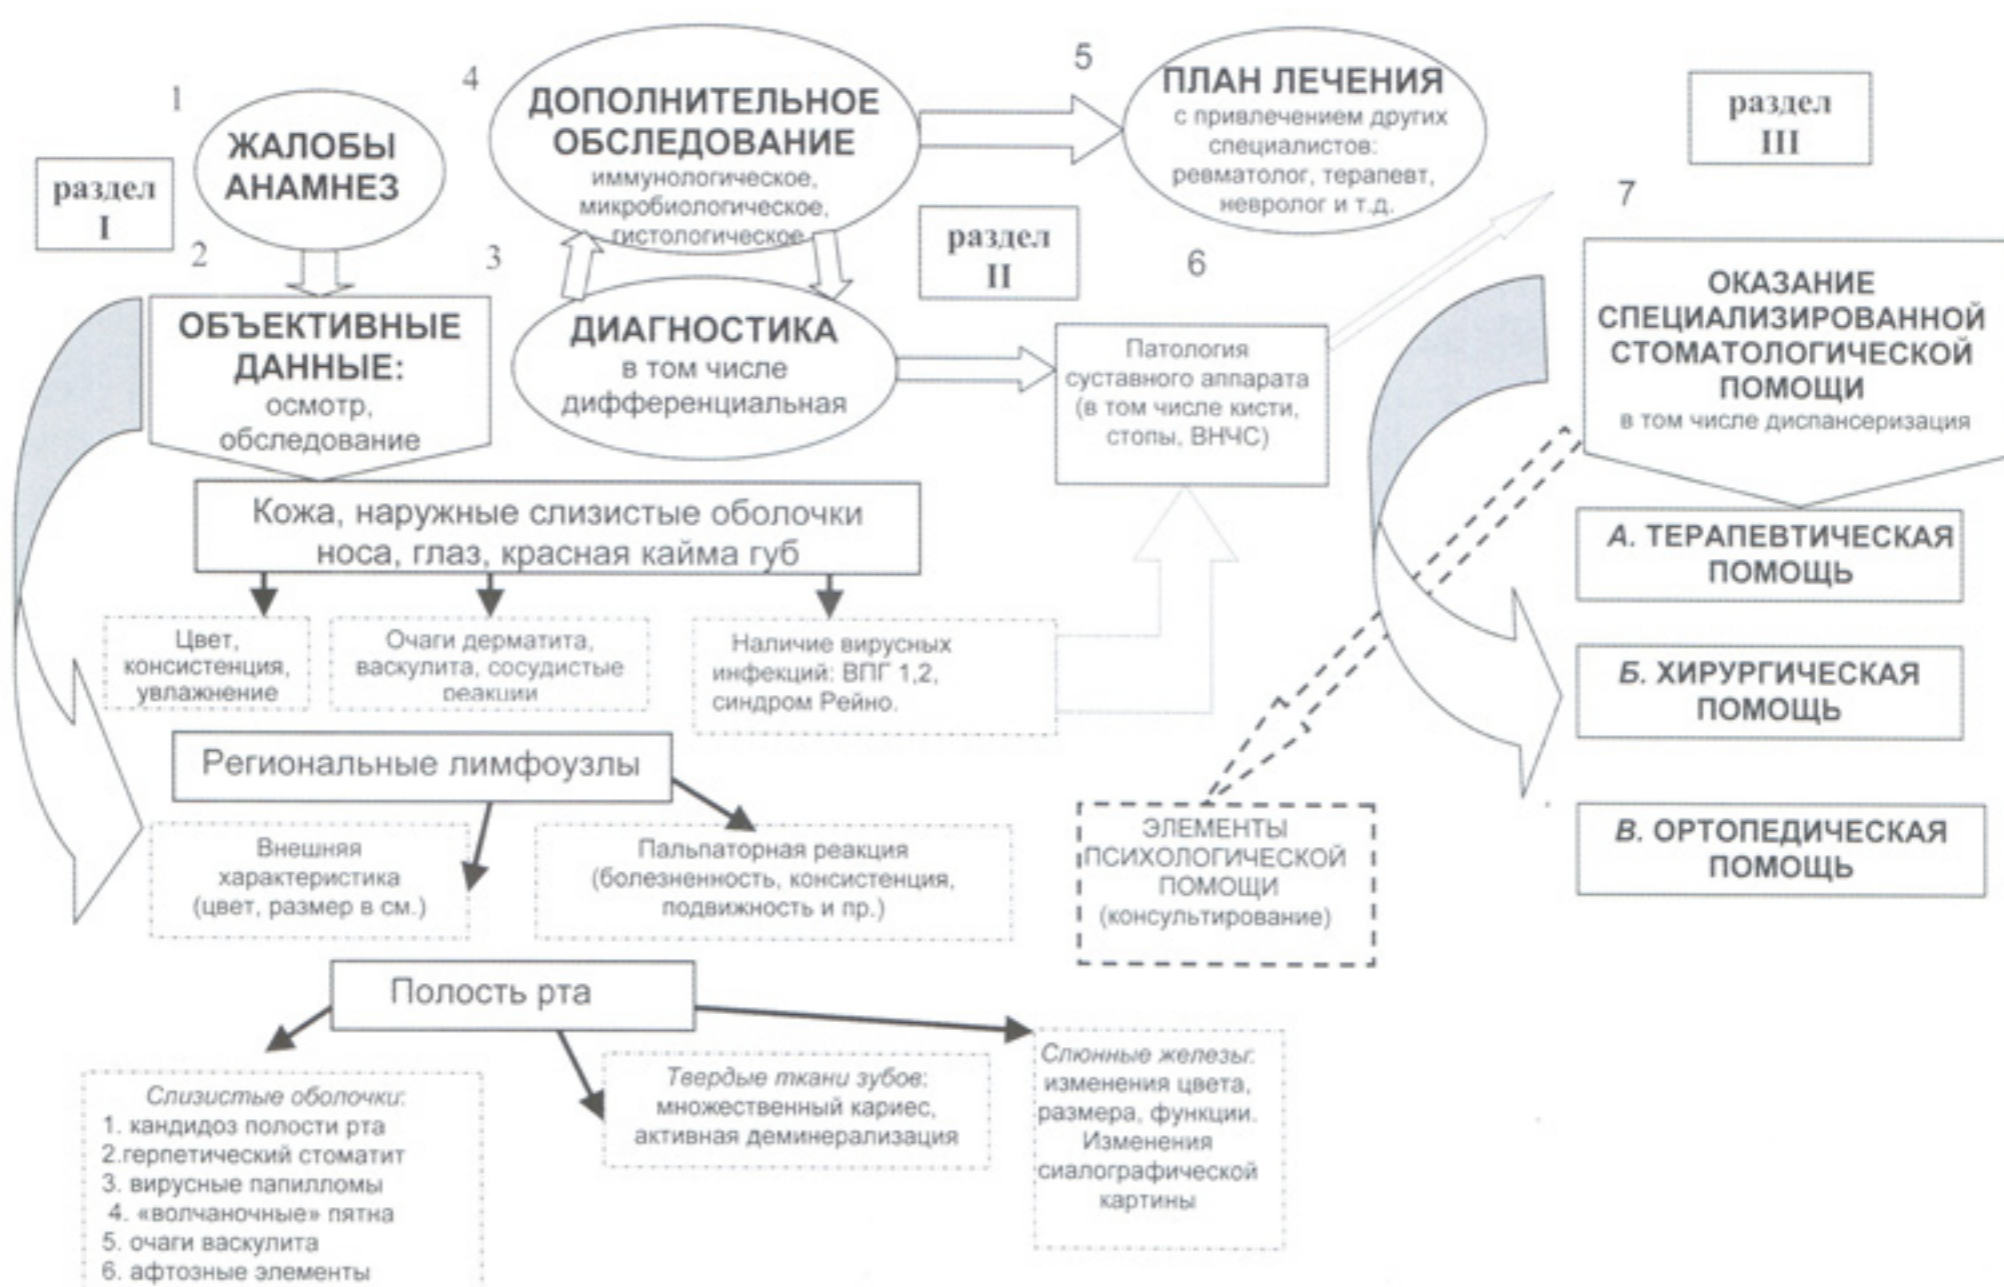 раздел
I
1
ЖАЛОБЫ
АНАМНЕЗ
2
ОБЪЕКТИВНЫЕ
ДАННЫЕ:
осмотр,
обследование
4
ДОПОЛНИТЕЛЬНОЕ
ОБСЛЕДОВАНИЕ
иммунологическое,
микробиологическое,
гистологическое
3
ДИАГНОСТИКА
в том числе
дифференциальная
раздел
II
5
ПЛАН ЛЕЧЕНИЯ
с привлечением других
специалистов:
ревматолог, терапевт,
невролог и т.д.
6
Патология
суставного аппарата
(в том числе кисти,
стопы, ВНЧС)
раздел
III
7
ОКАЗАНИЕ
СПЕЦИАЛИЗИРОВАННОЙ
СТОМАТОЛОГИЧЕСКОЙ
ПОМОЩИ
в том числе диспансеризация
А. ТЕРАПЕВТИЧЕСКАЯ
ПОМОЩЬ
Б. ХИРУРГИЧЕСКАЯ
ПОМОЩЬ
В. ОРТОПЕДИЧЕСКАЯ
ПОМОЩЬ
Кожа, наружные слизистые оболочки
носа, глаз, красная кайма губ
Цвет,
консистенция,
увлажнение
Очаги дерматита,
васкулита, сосудистые
реакции
Наличие вирусных
инфекций: ВПГ 1,2,
синдром Рейно.
Региональные лимфоузлы
Внешняя
характеристика
(цвет, размер в см.)
Пальпаторная реакция
(болезненность, консистенция,
подвижность и пр.)
ЭЛЕМЕНТЫ
ПСИХОЛОГИЧЕСКОЙ
ПОМОЩИ
(консультирование)
Полость рта
Слизистые оболочки:
1. кандидоз полости рта
2.герпетический стоматит
3. вирусные папилломы
4. «волчаночные» пятна
5. очаги васкулита
6. афтозные элементы
Твердые ткани зубов:
множественный кариес,
активная деминерализация
Слюнные железы:
изменения цвета,
размера, функции.
Изменения
сиалографической
картины